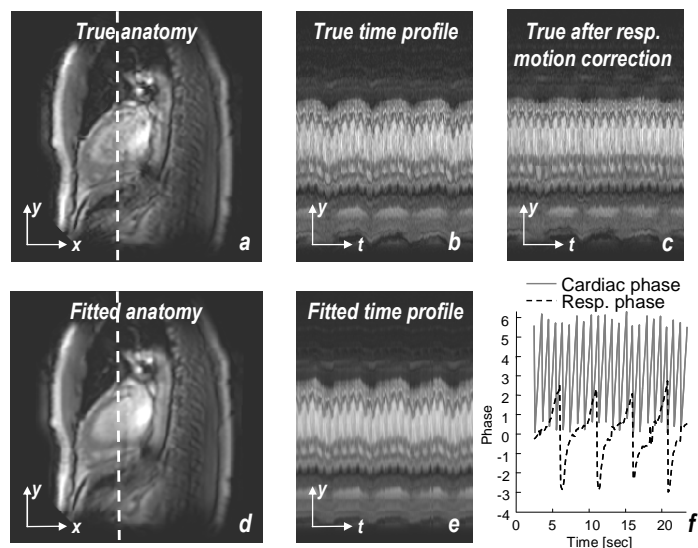 True anatomy
y
x
a
True time profile
y
t
b
True after resp.
motion correction
y
t
c
Fitted anatomy
y
x
d
Fitted time profile
y
t
e
Cardiac phase
Resp. phase
Phase
6
5
4
3
2
1
0
-1
-2
-3
-4
0 5 10 15 20
Time [sec]
f